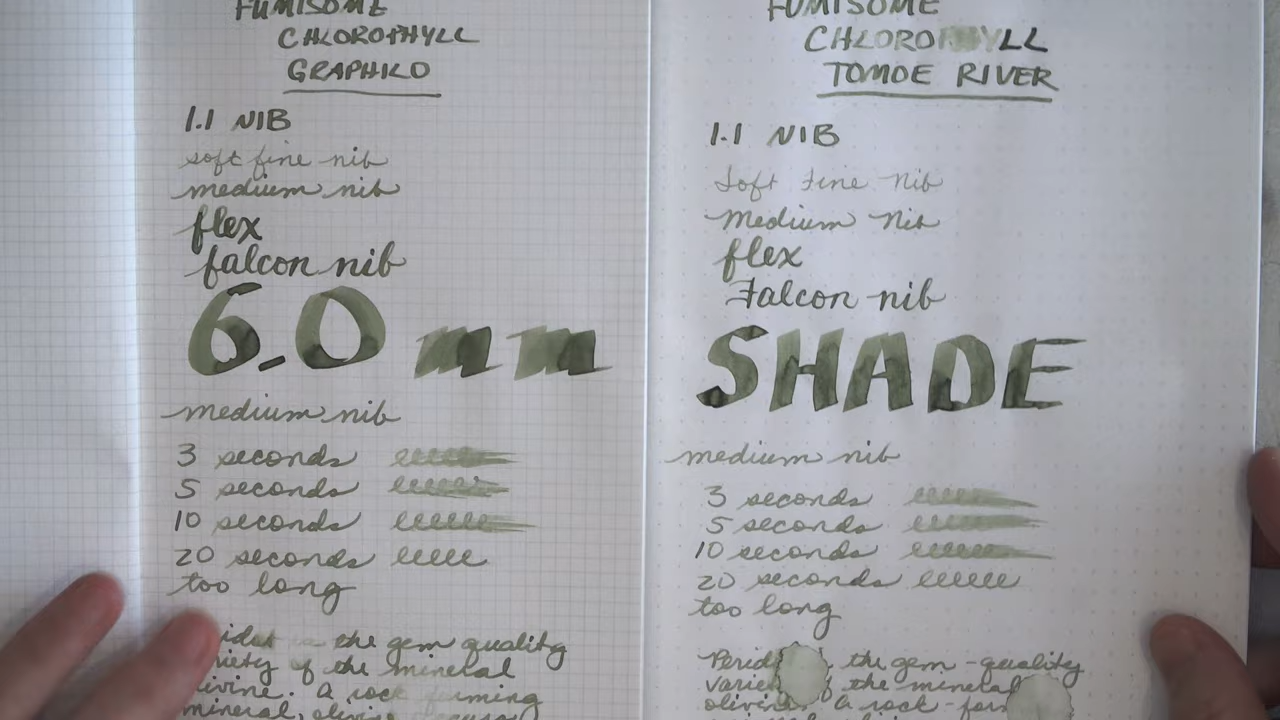 FUMISOME
CHLOROPHYLL
GRAPHILO
1.1 NIB
soft fine nib
medium nib
flex
falcon nib
6.0 mm
medium nib
3 seconds
5 seconds
10 seconds
20 seconds
too long
the gem quality
of the mineral
a rock forming
mineral,
FUMISOME
CHLOROPHYLL
TOMOE RIVER
1.1 NIB
Soft Fine Nib
Medium Nib
flex
Falcon nib
SHADE
medium nib
3 seconds
5 seconds
10 seconds
20 seconds
too long
the gem-quality
the mineral
a rock-